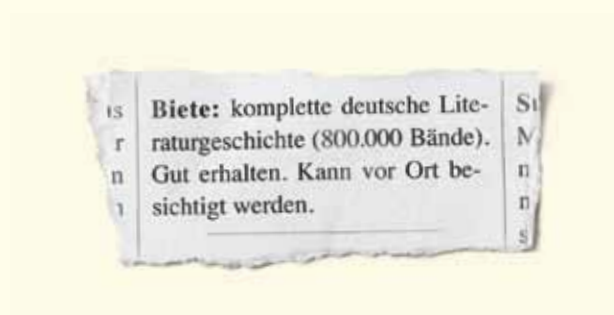 Biete: komplette deutsche Lite-
raturgeschichte (800.000 Bände).
Gut erhalten. Kann vor Ort be-
sichtigt werden.